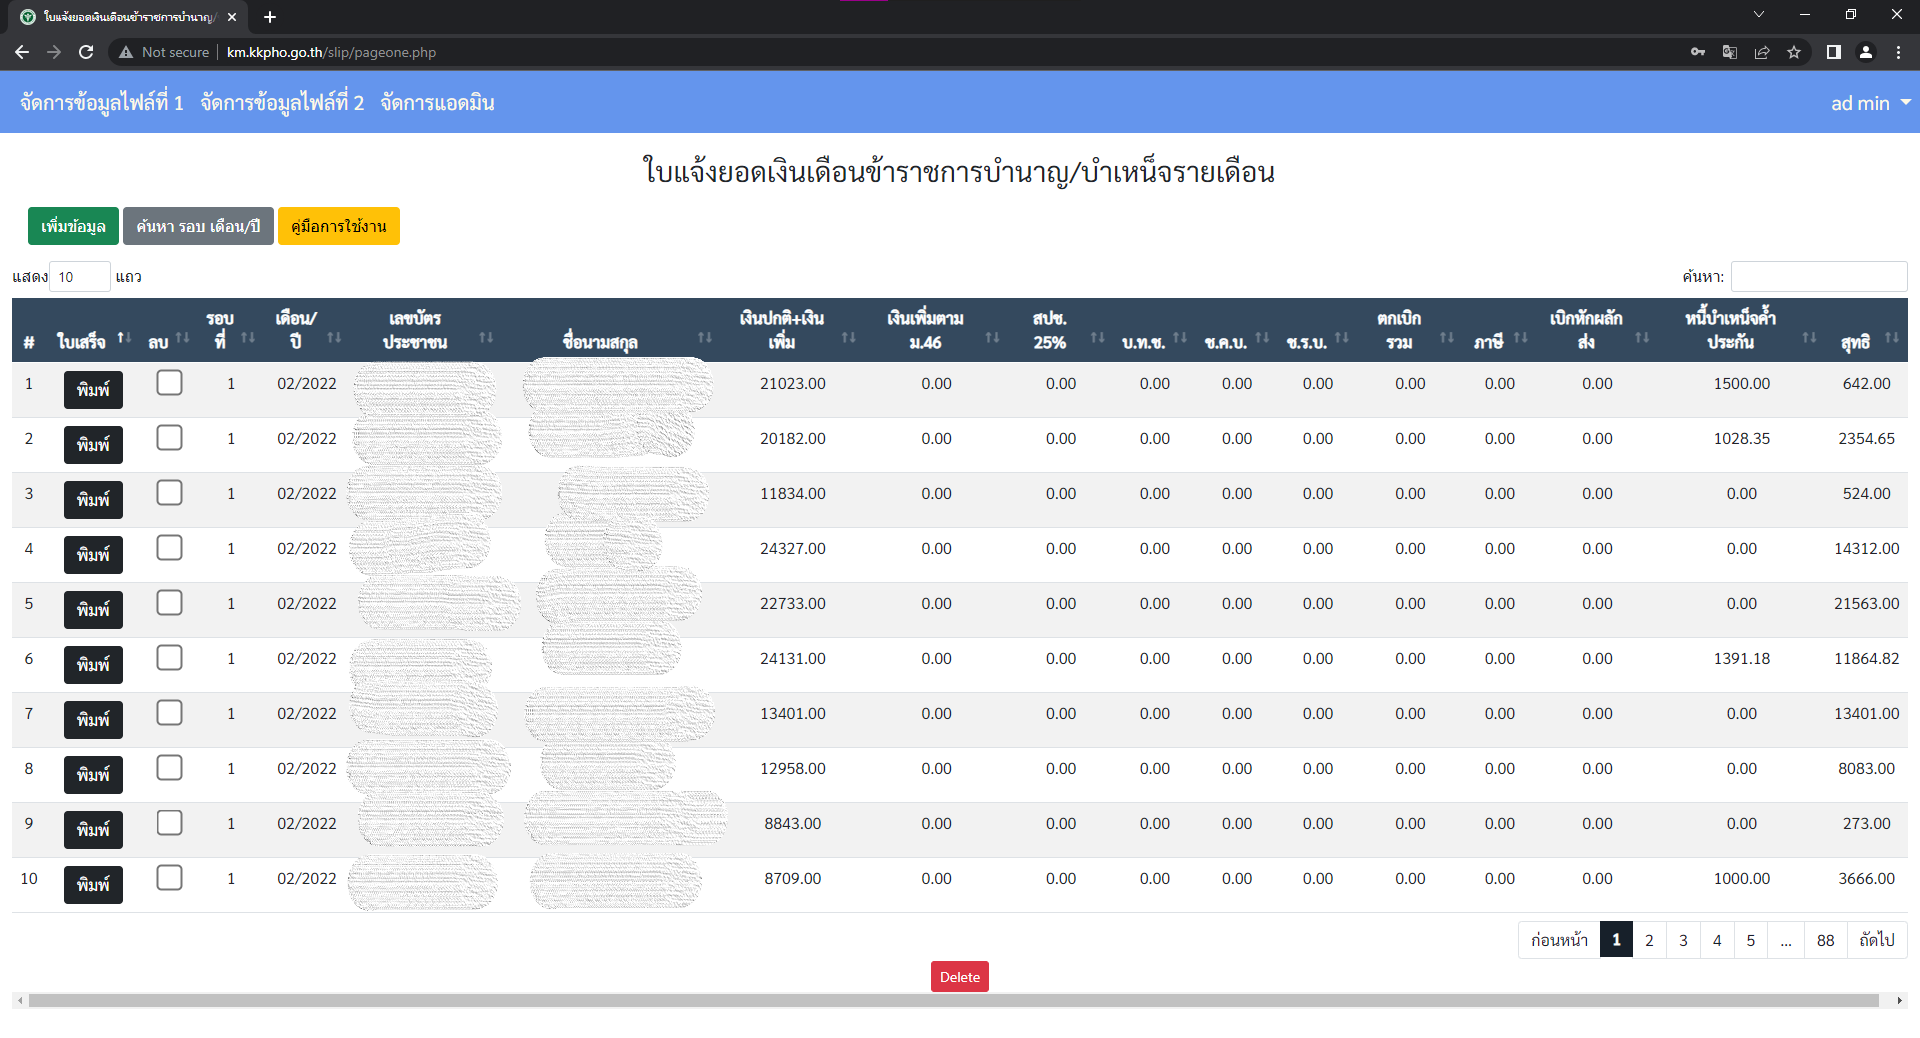 ใบแจ้งยอดเงินเดือนข้าราชการบำนาญ/
Not secure km.kkpho.go.th/slip/pageone.php
จัดการข้อมูลไฟล์ที่ 1 จัดการข้อมูลไฟล์ที่ 2 จัดการแอดมิน ad min
ใบแจ้งยอดเงินเดือนข้าราชการบำนาญ/บำเหน็จรายเดือน
เพิ่มข้อมูล ค้นหา รอบ เดือน/ปี คู่มือการใช้งาน
แสดง 10 แถว ค้นหา:
# ใบเสร็จ ลบ รอบที่ เดือน/ปี เลขบัตรประชาชน ชื่อนามสกุล เงินปกติ+เงินเพิ่ม เงินเพิ่มตาม ม.46 สปช. 25% บ.ท.ช. ช.ค.บ. ช.ร.บ. ตกเบิกรวม ภาษี เบิกหักผลักส่ง หนี้บำเหน็จค้ำประกัน สุทธิ
1 พิมพ์ 1 02/2022 21023.00 0.00 0.00 0.00 0.00 0.00 0.00 0.00 0.00 1500.00 642.00
2 พิมพ์ 1 02/2022 20182.00 0.00 0.00 0.00 0.00 0.00 0.00 0.00 0.00 1028.35 2354.65
3 พิมพ์ 1 02/2022 11834.00 0.00 0.00 0.00 0.00 0.00 0.00 0.00 0.00 0.00 524.00
4 พิมพ์ 1 02/2022 24327.00 0.00 0.00 0.00 0.00 0.00 0.00 0.00 0.00 0.00 14312.00
5 พิมพ์ 1 02/2022 22733.00 0.00 0.00 0.00 0.00 0.00 0.00 0.00 0.00 0.00 21563.00
6 พิมพ์ 1 02/2022 24131.00 0.00 0.00 0.00 0.00 0.00 0.00 0.00 0.00 1391.18 11864.82
7 พิมพ์ 1 02/2022 13401.00 0.00 0.00 0.00 0.00 0.00 0.00 0.00 0.00 0.00 13401.00
8 พิมพ์ 1 02/2022 12958.00 0.00 0.00 0.00 0.00 0.00 0.00 0.00 0.00 0.00 8083.00
9 พิมพ์ 1 02/2022 8843.00 0.00 0.00 0.00 0.00 0.00 0.00 0.00 0.00 0.00 273.00
10 พิมพ์ 1 02/2022 8709.00 0.00 0.00 0.00 0.00 0.00 0.00 0.00 0.00 1000.00 3666.00
ก่อนหน้า 1 2 3 4 5 ... 88 ถัดไป
Delete